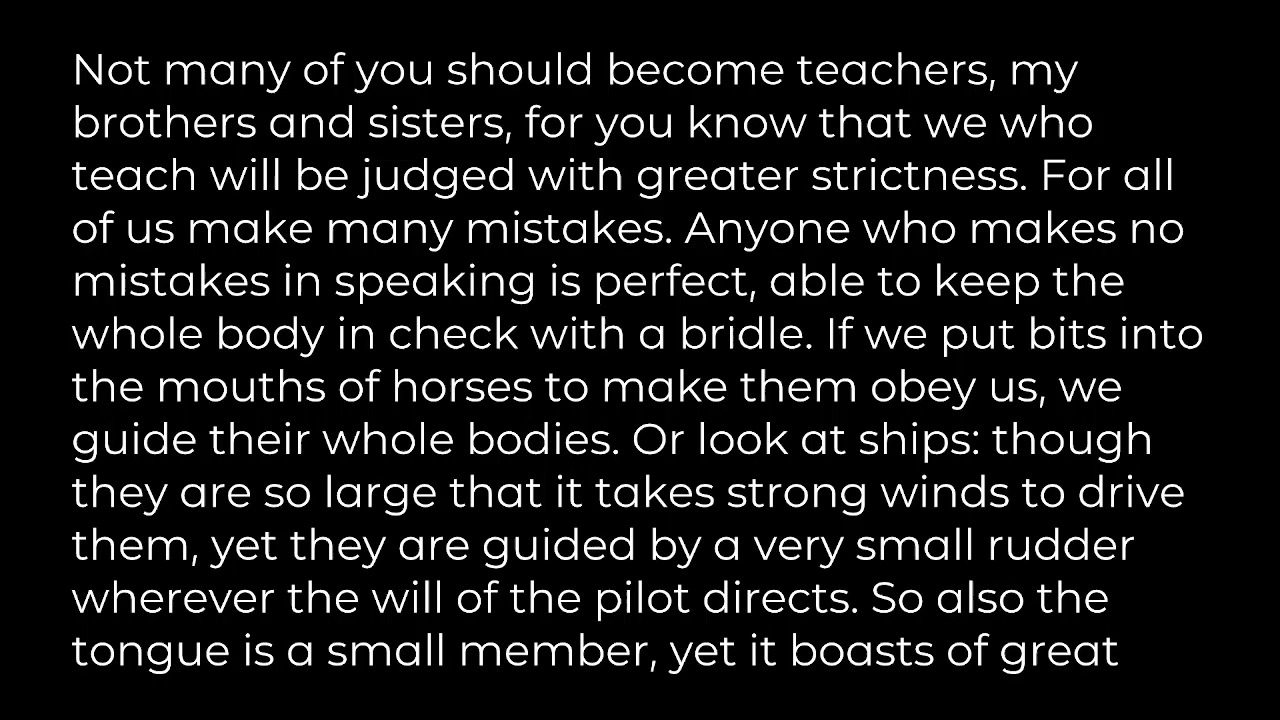 Not many of you should become teachers, my
brothers and sisters, for you know that we who
teach will be judged with greater strictness. For all
of us make many mistakes. Anyone who makes no
mistakes in speaking is perfect, able to keep the
whole body in check with a bridle. If we put bits into
the mouths of horses to make them obey us, we
guide their whole bodies. Or look at ships: though
they are so large that it takes strong winds to drive
them, yet they are guided by a very small rudder
wherever the will of the pilot directs. So also the
tongue is a small member, yet it boasts of great